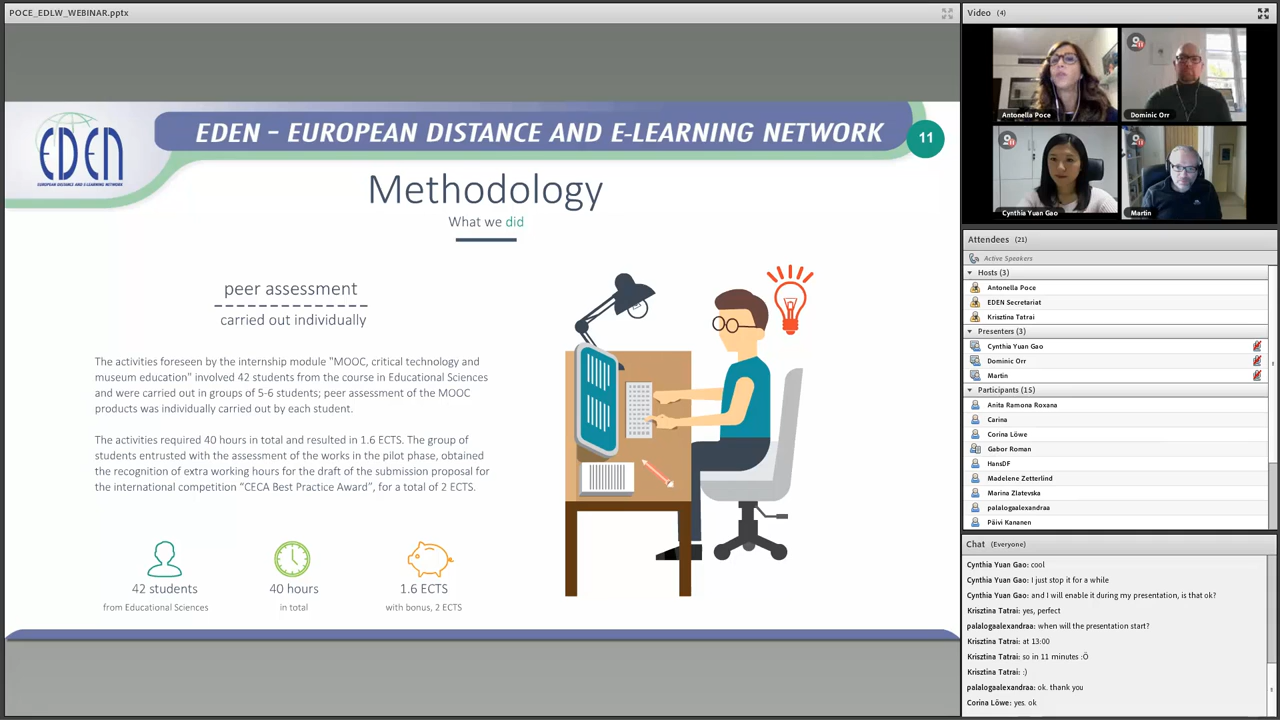 POCE_EDLW_WEBINAR.pptx
EDEN
EUROPEAN DISTANCE AND E-LEARNING NETWORK
EDEN – EUROPEAN DISTANCE AND E-LEARNING NETWORK
11
Methodology
What we did
peer assessment
carried out individually
The activities foreseen by the internship module "MOOC, critical technology and
museum education" involved 42 students from the course in Educational Sciences
and were carried out in groups of 5-6 students; peer assessment of the MOOC
products was individually carried out by each student.
The activities required 40 hours in total and resulted in 1.6 ECTS. The group of
students entrusted with the assessment of the works in the pilot phase, obtained
the recognition of extra working hours for the draft of the submission proposal for
the international competition “CECA Best Practice Award”, for a total of 2 ECTS.
42 students
from Educational Sciences
40 hours
in total
1.6 ECTS
with bonus, 2 ECTS
Video (4)
Antonella Poce
Dominic Orr
Cynthia Yuan Gao
Martin
Attendees (21)
Active Speakers
Hosts (3)
Antonella Poce
EDEN Secretariat
Krisztina Tatrai
Presenters (3)
Cynthia Yuan Gao
Dominic Orr
Martin
Participants (15)
Anita Ramona Roxana
Carina
Corina Löwe
Gabor Roman
HansDF
Madelene Zetterlind
Marina Zlatevska
palalogaalexandraa
Päivi Kananen
Chat (Everyone)
Cynthia Yuan Gao: cool
Cynthia Yuan Gao: I just stop it for a while
Cynthia Yuan Gao: and I will enable it during my presentation, is that ok?
Krisztina Tatrai: yes, perfect
palalogaalexandraa: when will the presentation start?
Krisztina Tatrai: at 13:00
Krisztina Tatrai: so in 11 minutes :Ö
Krisztina Tatrai: :)
palalogaalexandraa: ok. thank you
Corina Löwe: yes. ok